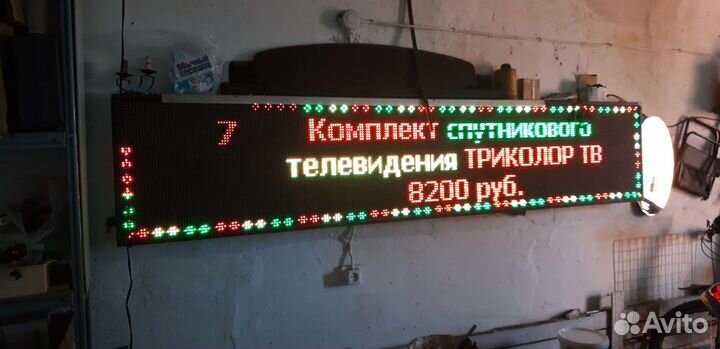 7 Комплект спутникового
телевидения ТРИКОЛОР ТВ
8200 руб.
Avito